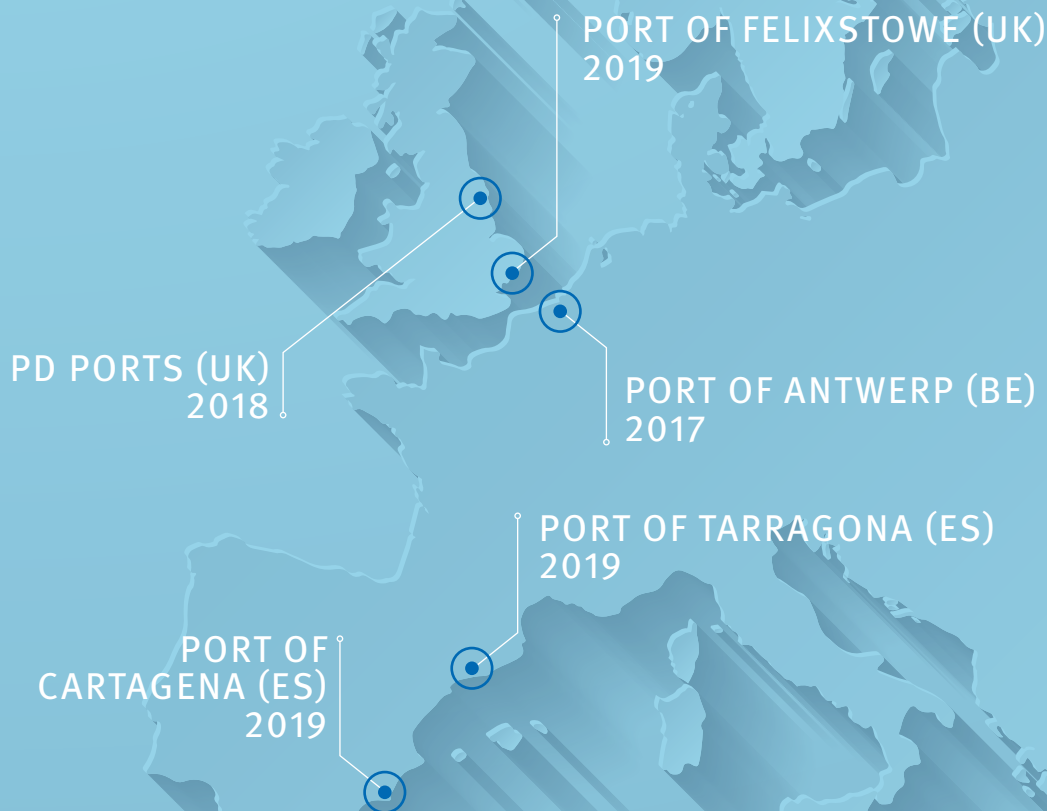 PORT OF FELIXSTOWE (UK)
2019
PD PORTS (UK)
2018
PORT OF ANTWERP (BE)
2017
PORT OF TARRAGONA (ES)
2019
PORT OF
CARTAGENA (ES)
2019